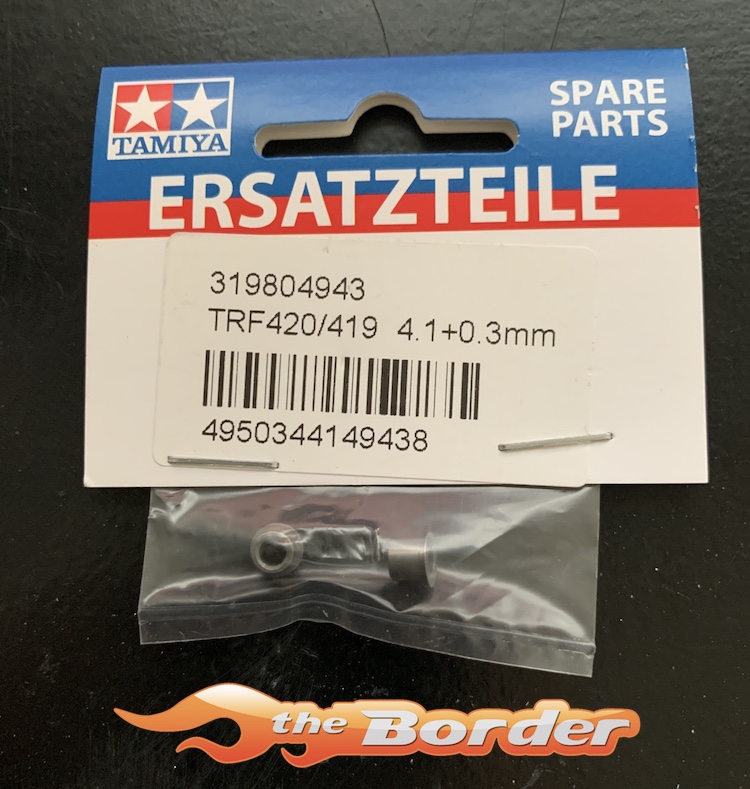 TAMIYA
SPARE
PARTS
ERSATZTEILE
319804943
TRF420/419 4.1+0.3mm
4950344149438
the Border